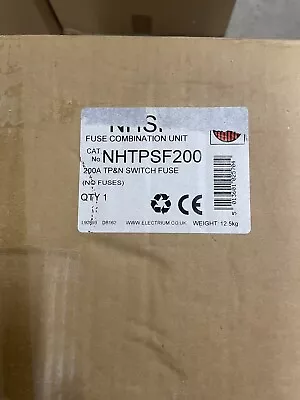 FUSE COMBINATION UNIT
CAT.
No. NHTPSF200
200A TP&N SWITCH FUSE
(NO FUSES)
QTY 1
CE
WWW.ELECTRIUM.CO.UK
WEIGHT: 12.5kg